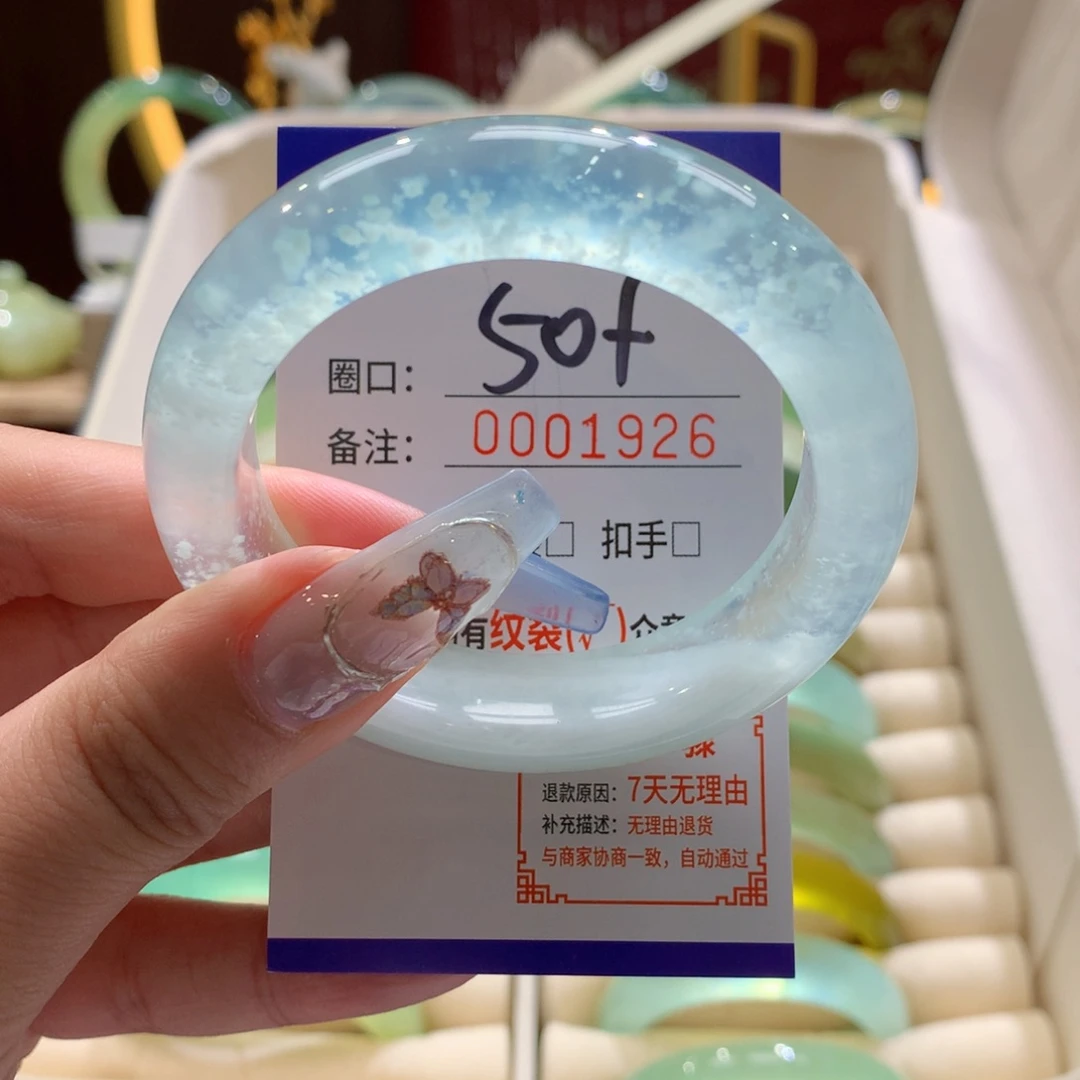 圈口： 50+
备注： 0001926
□ 扣手□
有纹裂(√)介意
退款原因：7天无理由
补充描述：无理由退货
与商家协商一致，自动通过